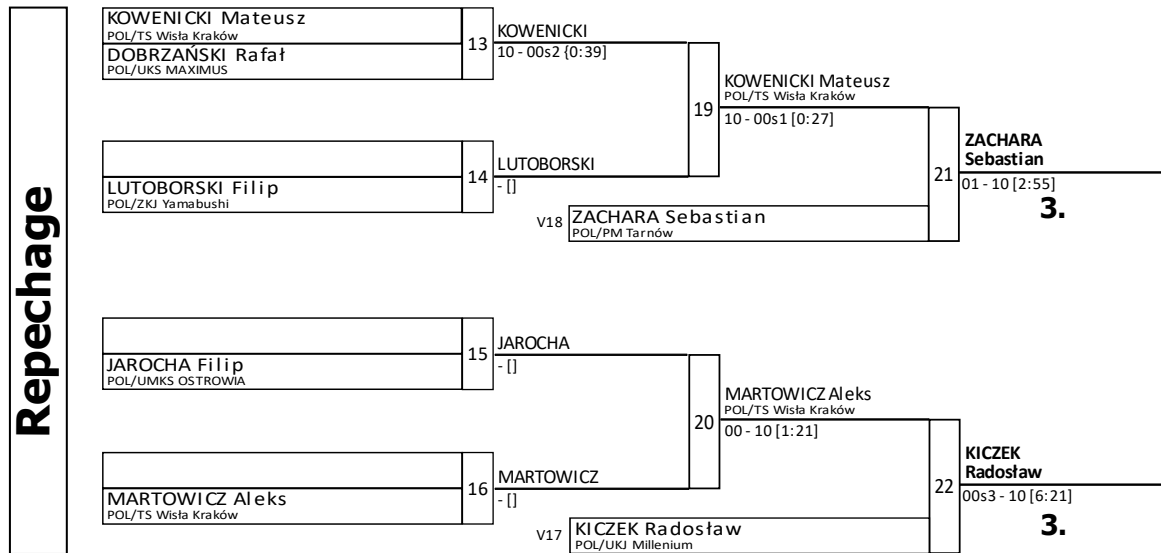 Repechage
KOWENICKI Mateusz
POL/TS Wisła Kraków
DOBRZAŃSKI Rafał
POL/UKS MAXIMUS
13
KOWENICKI
10 - 00s2 {0:39]
LUTOBORSKI Filip
POL/ZKJ Yamabushi
14
LUTOBORSKI
- []
19
KOWENICKI Mateusz
POL/TS Wisła Kraków
10 - 00s1 [0:27]
V18
ZACHARA Sebastian
POL/PM Tarnów
21
ZACHARA
Sebastian
01 - 10 [2:55]
3.
JAROCHA Filip
POL/UMKS OSTROWIA
15
JAROCHA
- []
MARTOWICZ Aleks
POL/TS Wisła Kraków
16
MARTOWICZ
- []
20
MARTOWICZ Aleks
POL/TS Wisła Kraków
00 - 10 [1:21]
V17
KICZEK Radosław
POL/UKJ Millenium
22
KICZEK
Radosław
00s3 - 10 [6:21]
3.